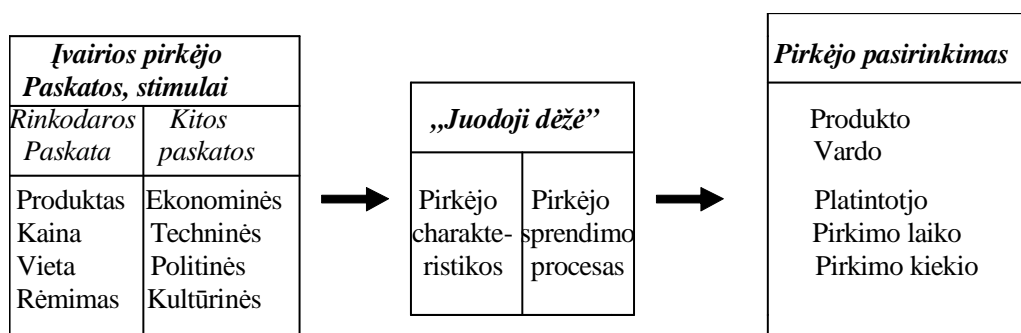 Įvairios pirkėjo
Paskatos, stimulai
Rinkodaros
Paskata
Kitos
paskatos
Produktas
Kaina
Vieta
Rėmimas
Ekonominės
Techninės
Politinės
Kultūrinės
„Juodoji dėžė”
Pirkėjo
charakte-
ristikos
Pirkėjo
sprendimo
procesas
Pirkėjo pasirinkimas
Produkto
Vardo
Platintotjo
Pirkimo laiko
Pirkimo kiekio